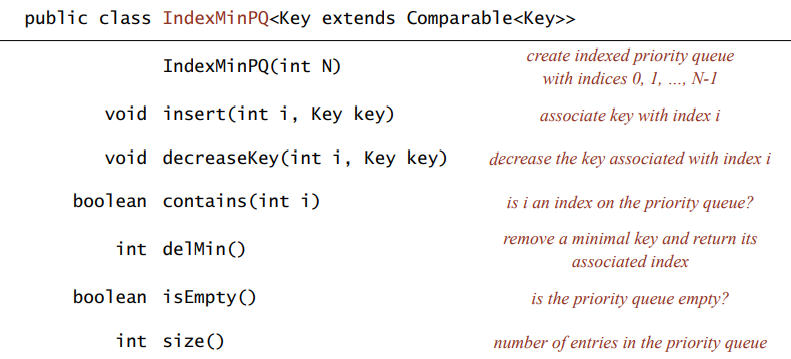 public class IndexMinPQ<Key extends Comparable<Key>>
IndexMinPQ(int N)
create indexed priority queue
with indices 0, 1, …, N-1
void insert(int i, Key key)
associate key with index i
void decreaseKey(int i, Key key)
decrease the key associated with index i
boolean contains(int i)
is i an index on the priority queue?
int delMin()
remove a minimal key and return its
associated index
boolean isEmpty()
is the priority queue empty?
int size()
number of entries in the priority queue